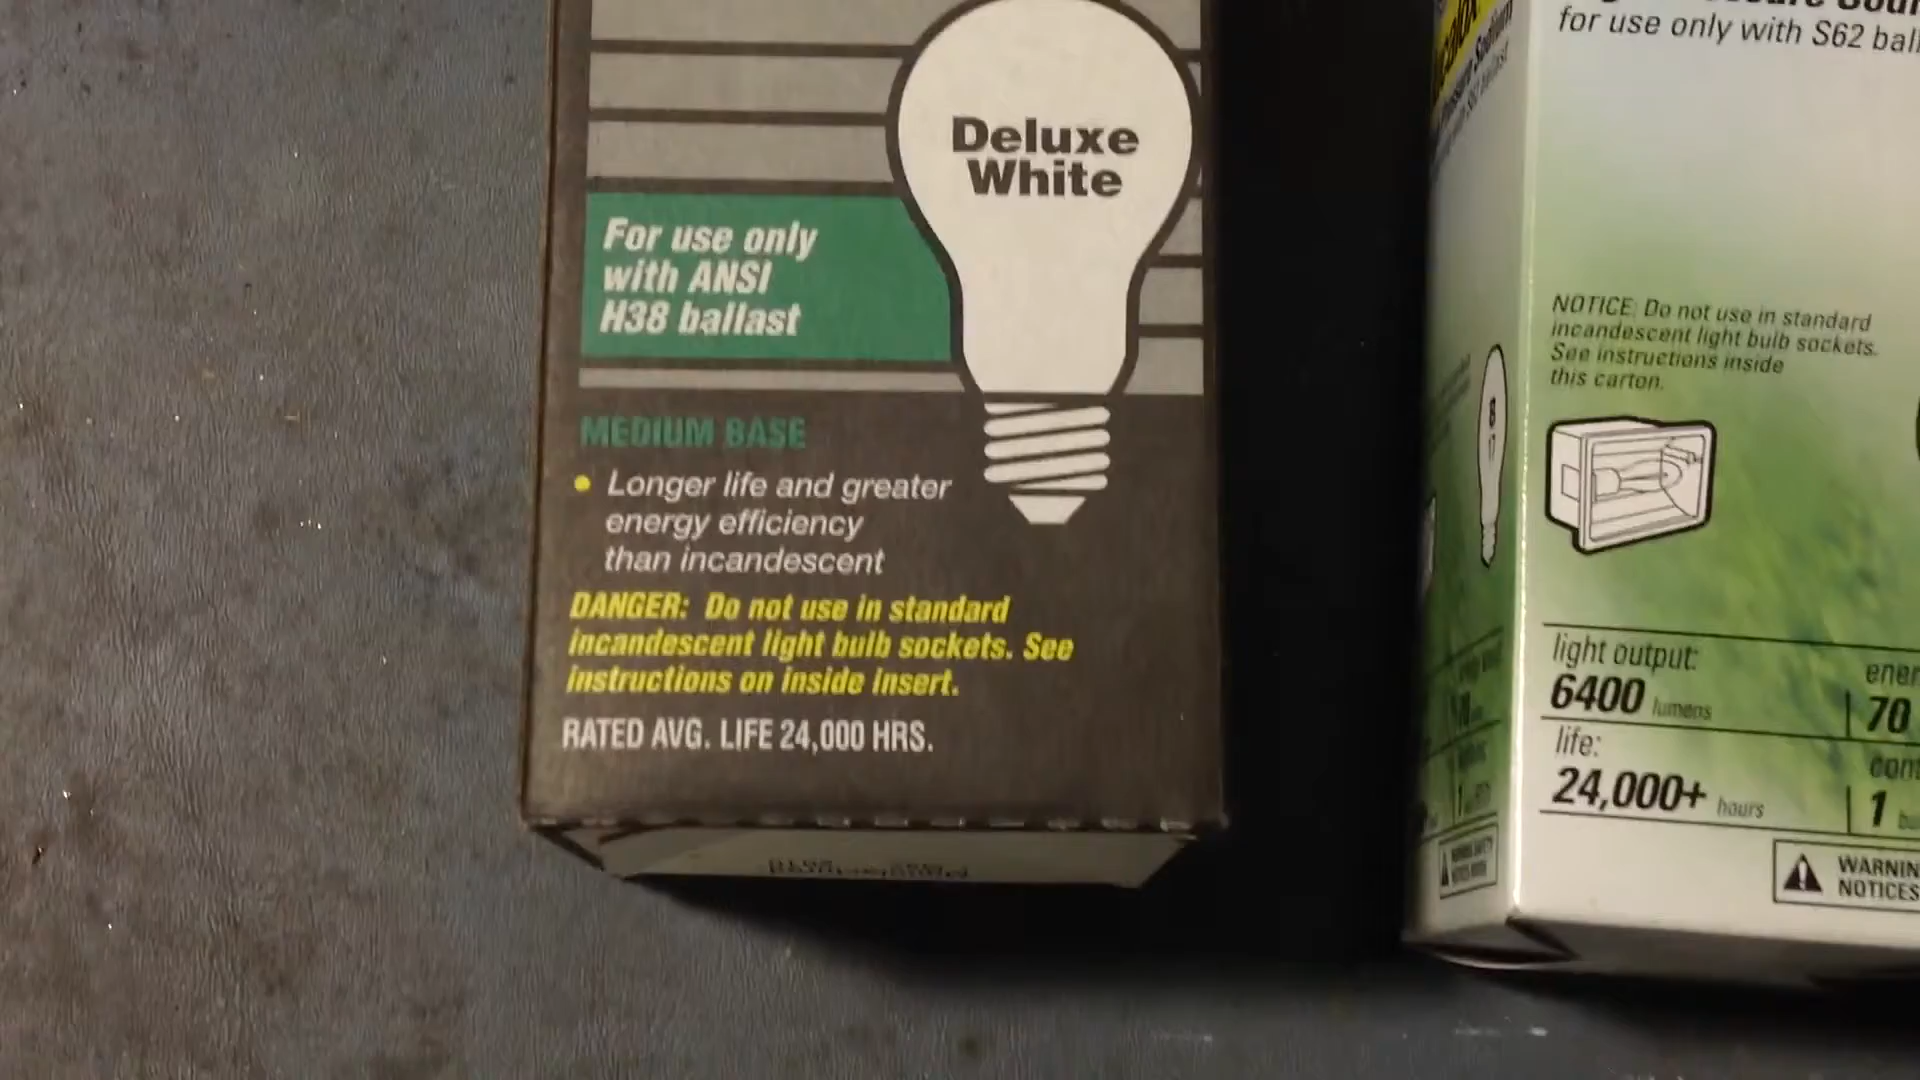 Deluxe
White
For use only
with ANSI
H38 ballast
MEDIUM BASE
• Longer life and greater
energy efficiency
than incandescent
DANGER: Do not use in standard
incandescent light bulb sockets. See
instructions on inside insert.
RATED AVG. LIFE 24,000 HRS.
for use only with S62
NOTICE: Do not use in standard
incandescent light bulb sockets.
See instructions inside
this carton.
light output:
6400 lumens
70
life:
24,000+ hours
1